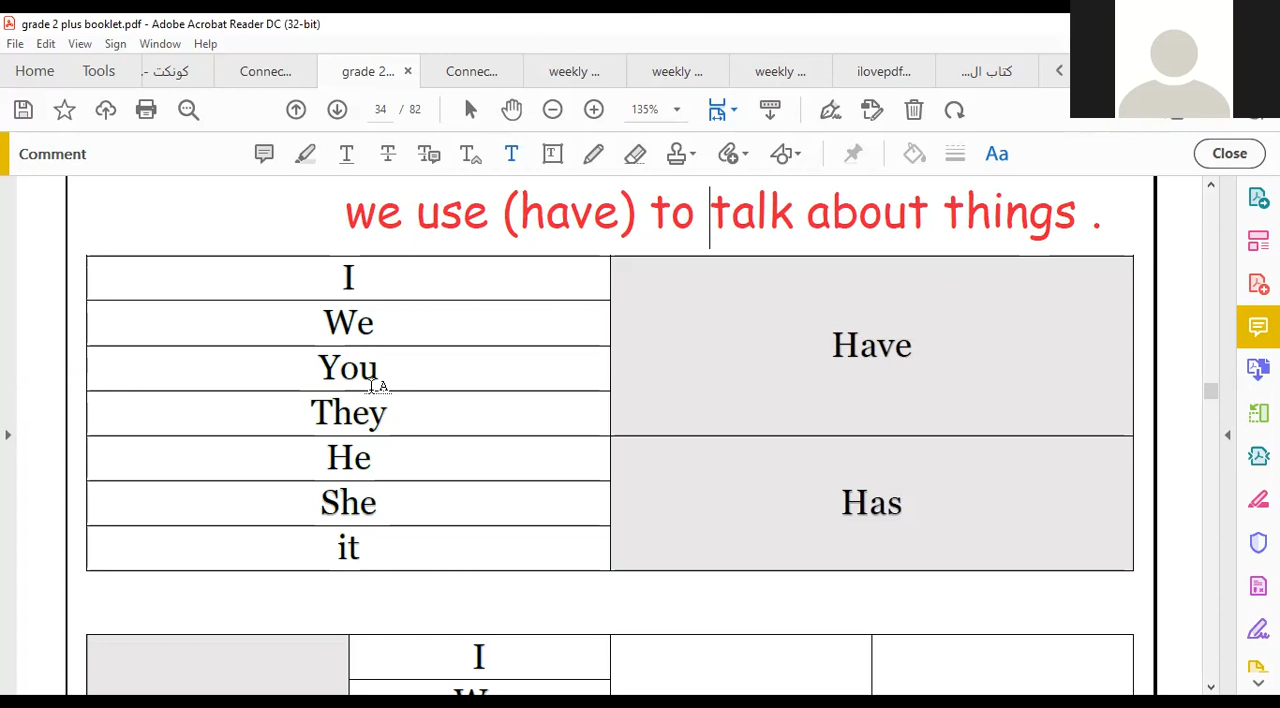 grade 2 plus booklet.pdf - Adobe Acrobat Reader DC (32-bit)
File Edit View Sign Window Help
Home Tools كونكت -. Connec... grade 2... × Connec... weekly ... weekly ... weekly ... ilovepdf... كتاب ال...
34 / 82 135%
Comment Aa Close
we use (have) to talk about things .
I
We
You
They
Have
He
She
it
Has
I